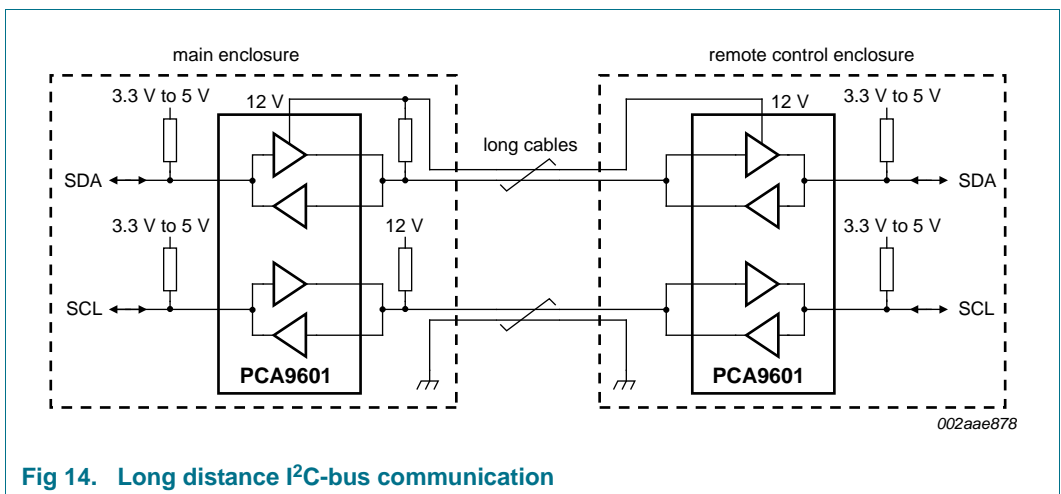 main enclosure
remote control enclosure
3.3 V to 5 V
12 V
12 V
3.3 V to 5 V
long cables
SDA
SDA
3.3 V to 5 V
12 V
3.3 V to 5 V
SCL
SCL
PCA9601
PCA9601
002aae878
Fig 14. Long distance I²C-bus communication